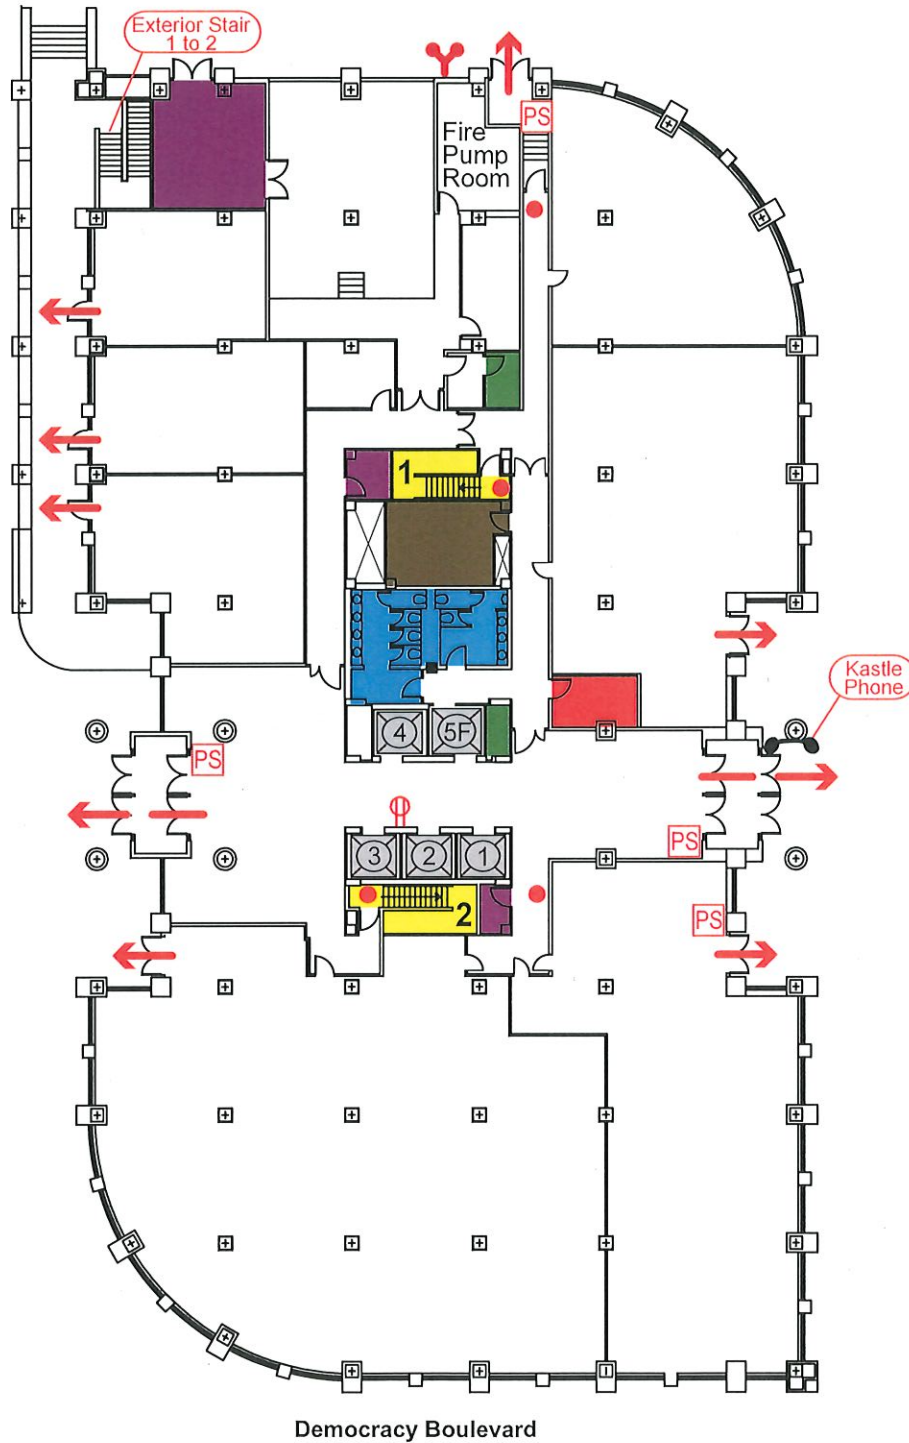 Exterior Stair
1 to 2
PS
Fire
Pump
Room
1
Kastle
Phone
4
5F
PS
3
2
1
PS
2
PS
Democracy Boulevard